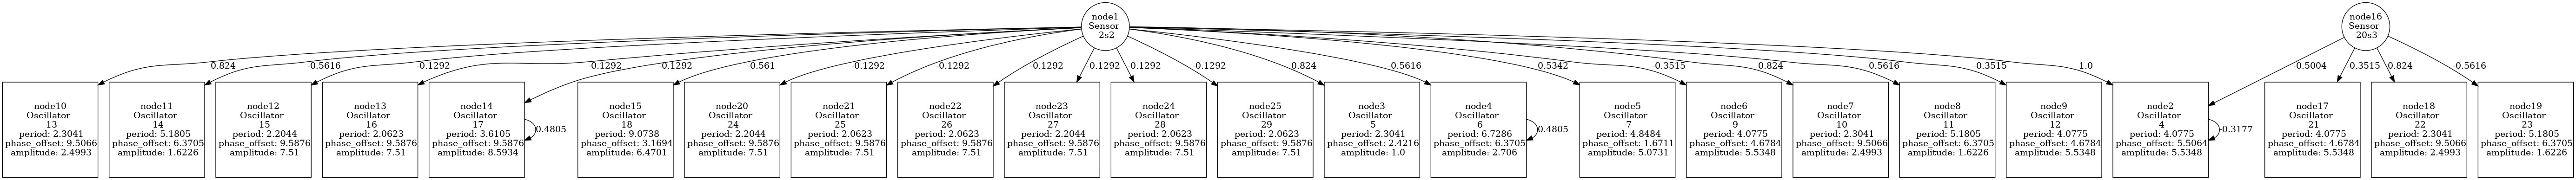 node1
Sensor
2s2
node16
Sensor
20s3
0.824
-0.5616
-0.1292
-0.1292
-0.1292
-0.561
-0.1292
-0.1292
-0.1292
-0.1292
-0.1292
-0.1292
0.824
-0.5616
0.5342
-0.3515
0.824
-0.5616
-0.3515
1.0
-0.5004
-0.3515
0.824
-0.5616
node10
Oscillator
13
period: 2.3041
phase_offset: 9.5066
amplitude: 2.4993
node11
Oscillator
14
period: 5.1805
phase_offset: 6.3705
amplitude: 1.6226
node12
Oscillator
15
period: 2.2044
phase_offset: 9.5876
amplitude: 7.51
node13
Oscillator
16
period: 2.0623
phase_offset: 9.5876
amplitude: 7.51
node14
Oscillator
17
period: 3.6105
phase_offset: 9.5876
amplitude: 8.5934
0.4805
node15
Oscillator
18
period: 9.0738
phase_offset: 3.1694
amplitude: 6.4701
node20
Oscillator
24
period: 2.2044
phase_offset: 9.5876
amplitude: 7.51
node21
Oscillator
25
period: 2.0623
phase_offset: 9.5876
amplitude: 7.51
node22
Oscillator
26
period: 2.0623
phase_offset: 9.5876
amplitude: 7.51
node23
Oscillator
27
period: 2.2044
phase_offset: 9.5876
amplitude: 7.51
node24
Oscillator
28
period: 2.0623
phase_offset: 9.5876
amplitude: 7.51
node25
Oscillator
29
period: 2.0623
phase_offset: 9.5876
amplitude: 7.51
node3
Oscillator
5
period: 2.3041
phase_offset: 2.4216
amplitude: 1.0
node4
Oscillator
6
period: 6.7286
phase_offset: 6.3705
amplitude: 2.706
0.4805
node5
Oscillator
7
period: 4.8484
phase_offset: 1.6711
amplitude: 5.0731
node6
Oscillator
9
period: 4.0775
phase_offset: 4.6784
amplitude: 5.5348
node7
Oscillator
10
period: 2.3041
phase_offset: 9.5066
amplitude: 2.4993
node8
Oscillator
11
period: 5.1805
phase_offset: 6.3705
amplitude: 1.6226
node9
Oscillator
12
period: 4.0775
phase_offset: 4.6784
amplitude: 5.5348
node2
Oscillator
4
period: 4.0775
phase_offset: 5.5064
amplitude: 5.5348
-0.3177
node17
Oscillator
21
period: 4.0775
phase_offset: 4.6784
amplitude: 5.5348
node18
Oscillator
22
period: 2.3041
phase_offset: 9.5066
amplitude: 2.4993
node19
Oscillator
23
period: 5.1805
phase_offset: 6.3705
amplitude: 1.6226